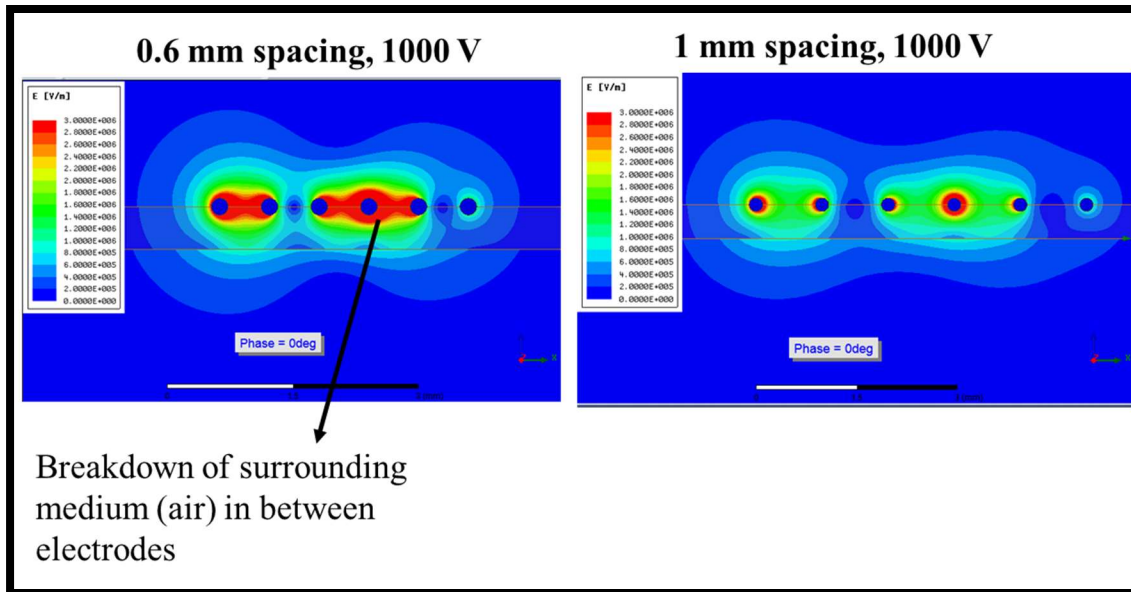 0.6 mm spacing, 1000 V
E [V/m]
3.0000E+006
2.8000E+006
2.6000E+006
2.4000E+006
2.2000E+006
2.0000E+006
1.8000E+006
1.6000E+006
1.4000E+006
1.2000E+006
1.0000E+006
8.0000E+005
6.0000E+005
4.0000E+005
2.0000E+005
0.0000E+000
Phase = 0deg
0
Breakdown of surrounding
medium (air) in between
electrodes
1 mm spacing, 1000 V
E [V/m]
3.0000E+006
2.8000E+006
2.6000E+006
2.4000E+006
2.2000E+006
2.0000E+006
1.8000E+006
1.6000E+006
1.4000E+006
1.2000E+006
1.0000E+006
8.0000E+005
6.0000E+005
4.0000E+005
2.0000E+005
0.0000E+000
Phase = 0deg
0